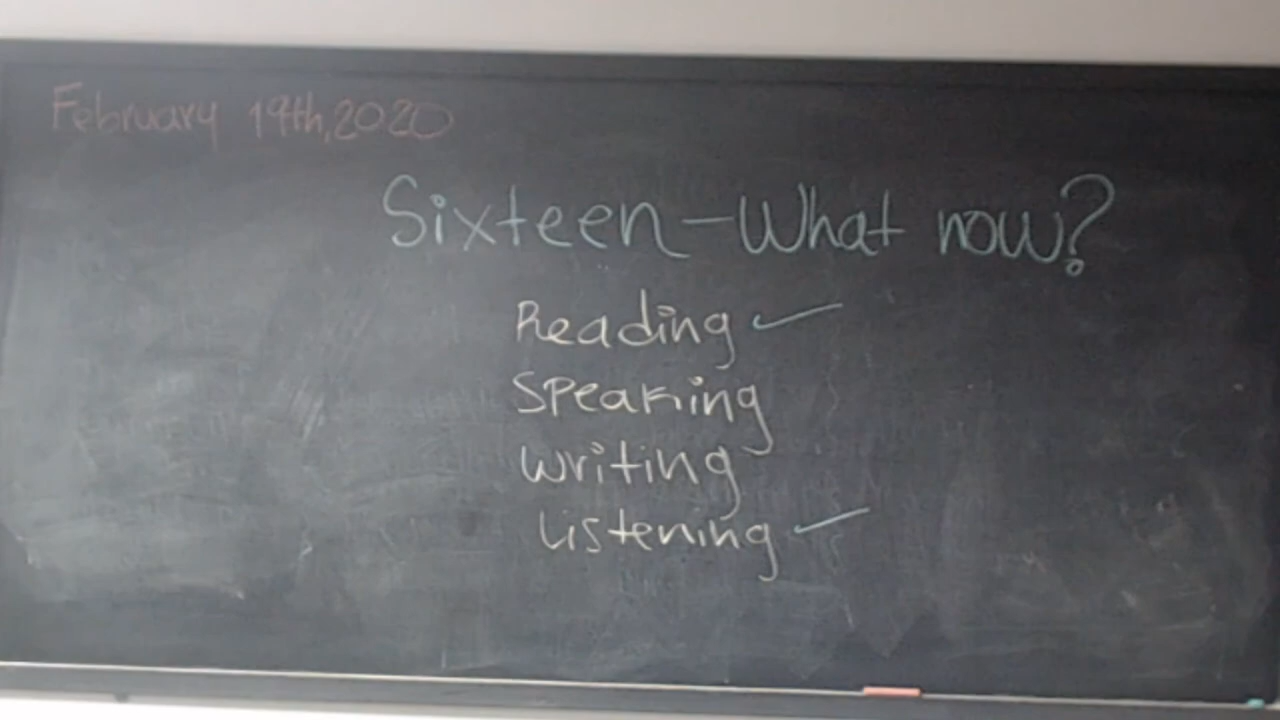 February 19th, 2020
Sixteen - What now?
Reading ✓
Speaking
Writing
Listening ✓